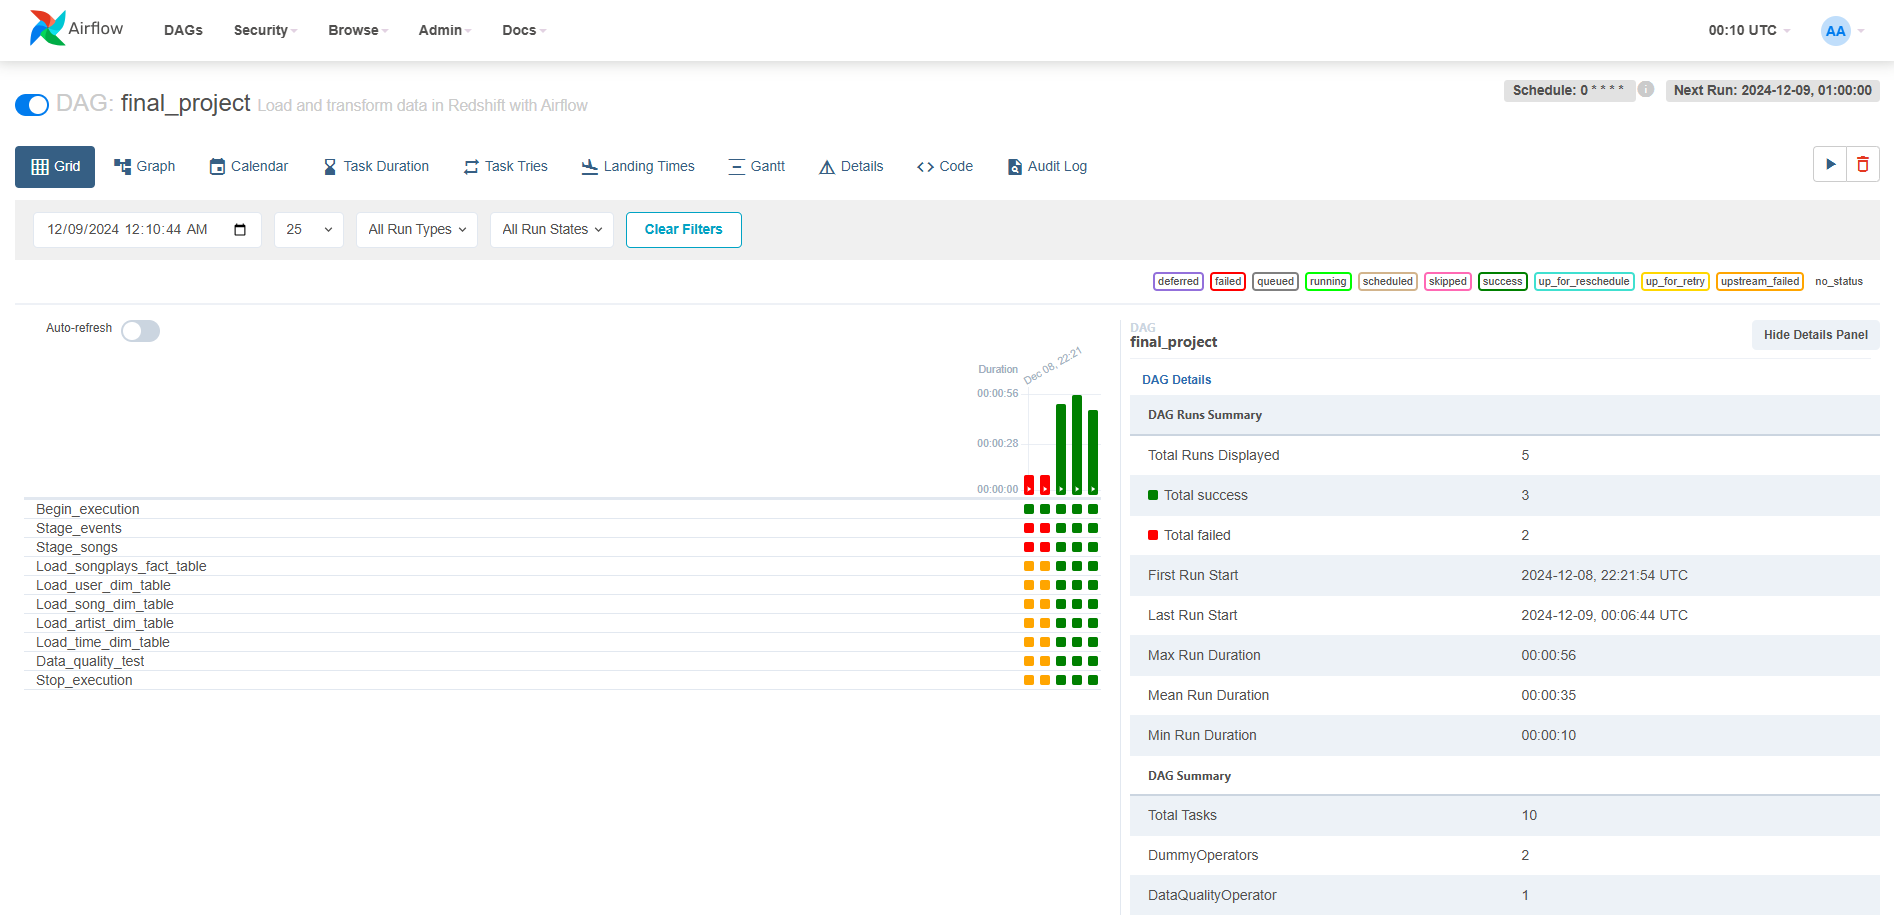 Airflow
DAGs Security Browse Admin Docs 00:10 UTC AA
DAG: final_project Load and transform data in Redshift with Airflow
Schedule: 0 * * * * i Next Run: 2024-12-09, 01:00:00
Grid Graph Calendar Task Duration Task Tries Landing Times Gantt Details Code Audit Log
12/09/2024 12:10:44 AM 25 All Run Types All Run States Clear Filters
deferred failed queued running scheduled skipped success up_for_reschedule up_for_retry upstream_failed no_status
Auto-refresh
Duration
Dec 08, 22:21
00:00:56
00:00:28
00:00:00
Begin_execution
Stage_events
Stage_songs
Load_songplays_fact_table
Load_user_dim_table
Load_song_dim_table
Load_artist_dim_table
Load_time_dim_table
Data_quality_test
Stop_execution
DAG
final_project
Hide Details Panel
DAG Details
DAG Runs Summary
Total Runs Displayed 5
Total success 3
Total failed 2
First Run Start 2024-12-08, 22:21:54 UTC
Last Run Start 2024-12-09, 00:06:44 UTC
Max Run Duration 00:00:56
Mean Run Duration 00:00:35
Min Run Duration 00:00:10
DAG Summary
Total Tasks 10
DummyOperators 2
DataQualityOperator 1